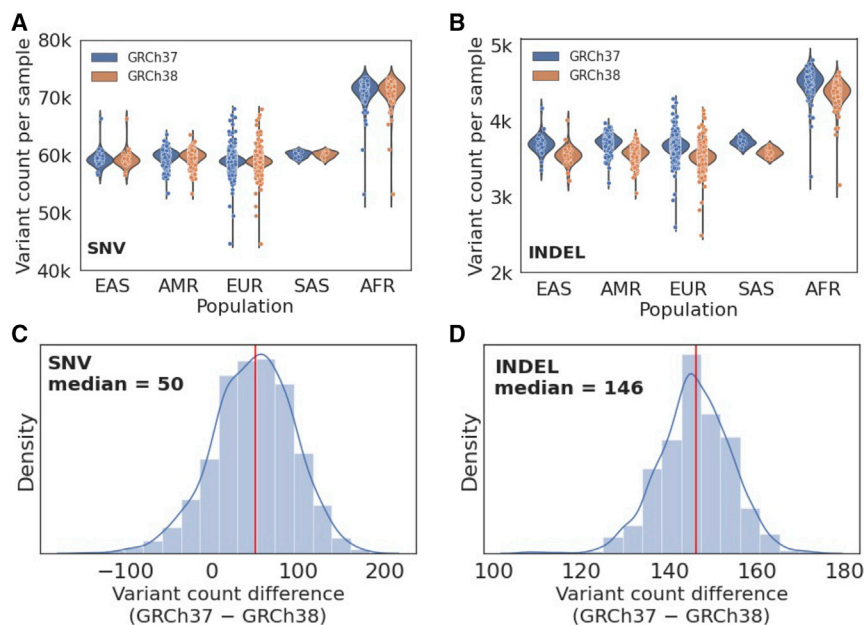 A
Variant count per sample
80k
70k
60k
50k
40k
GRCh37
GRCh38
SNV
EAS AMR EUR SAS AFR
Population
B
Variant count per sample
5k
4k
3k
2k
GRCh37
GRCh38
INDEL
EAS AMR EUR SAS AFR
Population
C
Density
SNV
median = 50
−100 0 100 200
Variant count difference
(GRCh37 − GRCh38)
D
Density
INDEL
median = 146
100 120 140 160 180
Variant count difference
(GRCh37 − GRCh38)